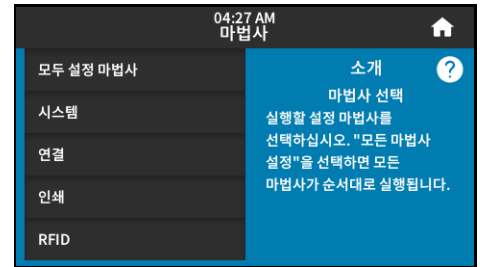 04:27 AM
마법사
모두 설정 마법사
시스템
연결
인쇄
RFID
소개
?
마법사 선택
실행할 설정 마법사를
선택하십시오. "모든 마법사
설정"을 선택하면 모든
마법사가 순서대로 실행됩니다.